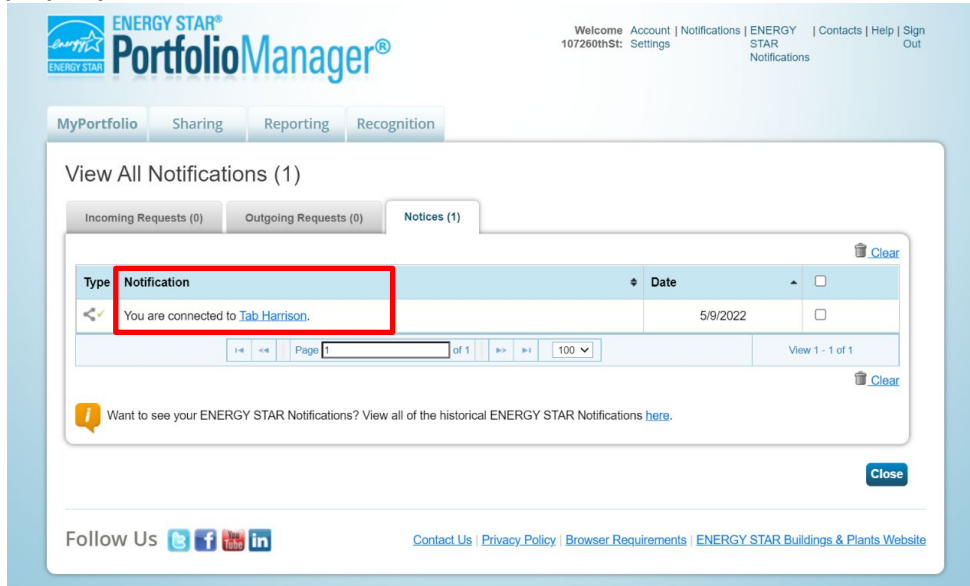 ENERGY STAR®
PortfolioManager®
energy
ENERGY STAR
Welcome 107260thSt:
Account Settings | Notifications | ENERGY STAR Notifications | Contacts | Help | Sign Out
MyPortfolio Sharing Reporting Recognition
View All Notifications (1)
Incoming Requests (0) Outgoing Requests (0) Notices (1)
Clear
Type Notification Date
You are connected to Tab Harrison. 5/9/2022
Page 1 of 1 100 View 1 - 1 of 1
Clear
Want to see your ENERGY STAR Notifications? View all of the historical ENERGY STAR Notifications here.
Close
Follow Us You Tube in Contact Us | Privacy Policy | Browser Requirements | ENERGY STAR Buildings & Plants Website